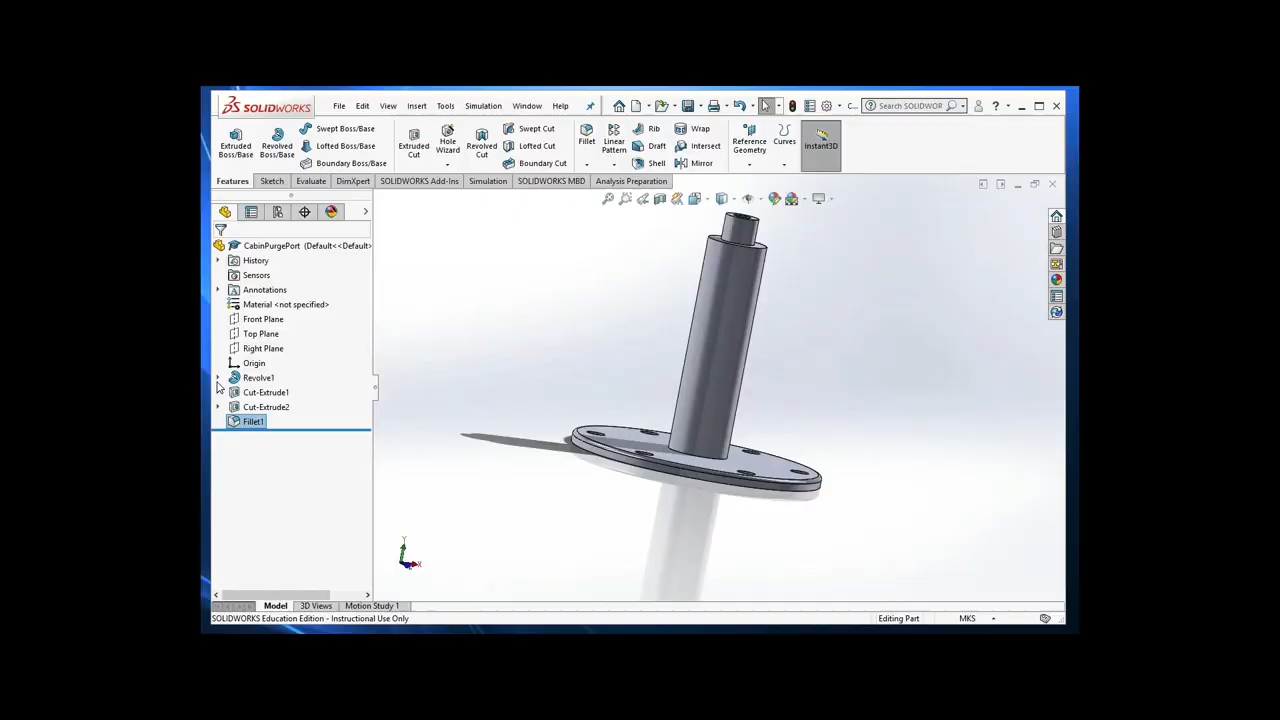 SOLIDWORKS File Edit View Insert Tools Simulation Window Help C... Search SOLIDWOR ?
Extruded Boss/Base Revolved Boss/Base Swept Boss/Base Lofted Boss/Base Boundary Boss/Base Extruded Cut Hole Wizard Revolved Cut Swept Cut Lofted Cut Boundary Cut Fillet Linear Pattern Rib Draft Shell Wrap Intersect Mirror Reference Geometry Curves Instant3D
Features Sketch Evaluate DimXpert SOLIDWORKS Add-Ins Simulation SOLIDWORKS MBD Analysis Preparation
CabinPurgePort (Default<<Default>
History
Sensors
Annotations
Material <not specified>
Front Plane
Top Plane
Right Plane
Origin
Revolve1
Cut-Extrude1
Cut-Extrude2
Fillet1
Y
X
Model 3D Views Motion Study 1
SOLIDWORKS Education Edition - Instructional Use Only Editing Part MKS